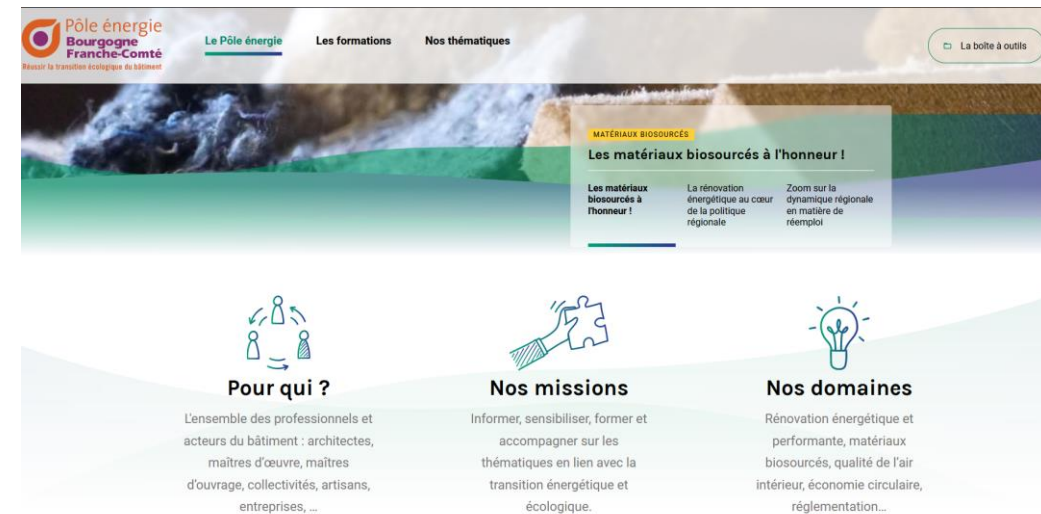 Pôle énergie
Bourgogne
Franche-Comté
Réussir la transition écologique du bâtiment
Le Pôle énergie
Les formations
Nos thématiques
La boîte à outils
MATÉRIAUX BIOSOURCÉS
Les matériaux biosourcés à l'honneur !
Les matériaux
biosourcés à
l'honneur !
La rénovation
énergétique au cœur
de la politique
régionale
Zoom sur la
dynamique régionale
en matière de
réemploi
Pour qui ?
L'ensemble des professionnels et
acteurs du bâtiment : architectes,
maîtres d'œuvre, maîtres
d'ouvrage, collectivités, artisans,
entreprises, ...
Nos missions
Informer, sensibiliser, former et
accompagner sur les
thématiques en lien avec la
transition énergétique et
écologique.
Nos domaines
Rénovation énergétique et
performante, matériaux
biosourcés, qualité de l'air
intérieur, économie circulaire,
réglementation...